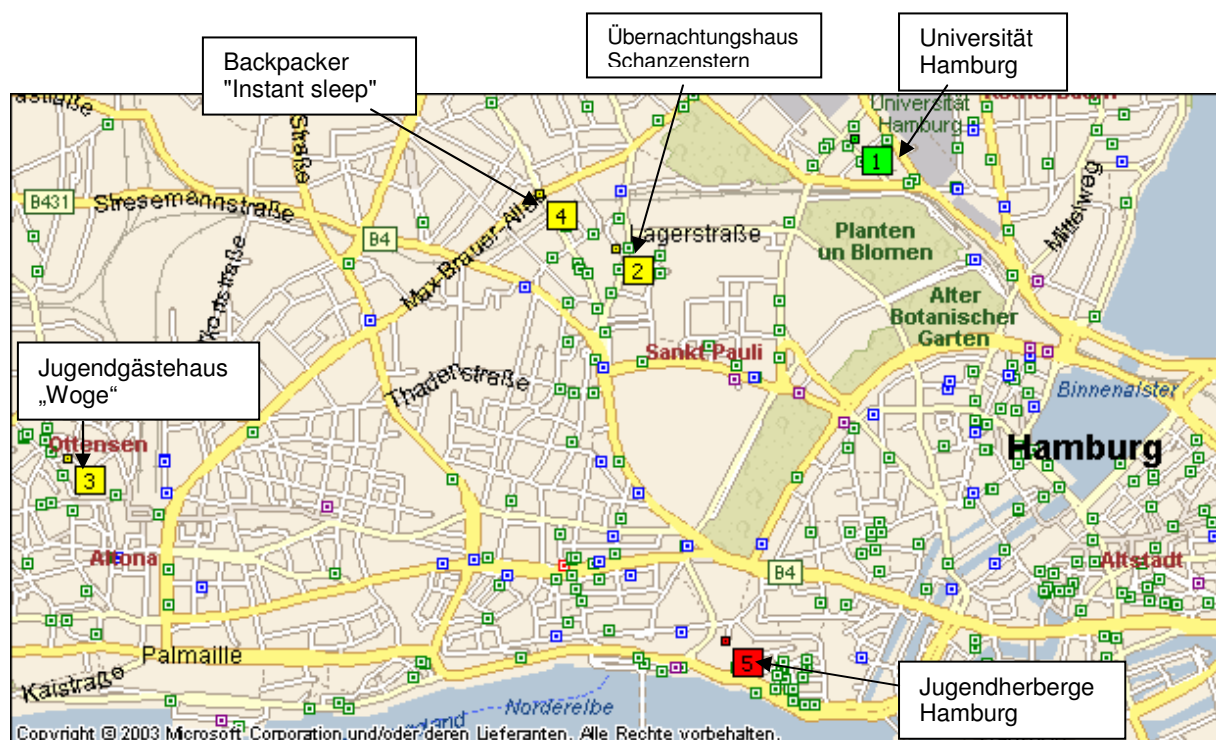 Backpacker
"Instant sleep"
Übernachtungshaus
Schanzenstern
Universität
Hamburg
Universität
Hamburg
1
B431
Stresemannstraße
Straße
B4
Max-Brauer-Allee
4
Lagerstraße
2
Planten
un Blomen
Mittelweg
Alter
Botanischer
Garten
Jugendgästehaus
„Woge“
Sankt Pauli
Thadenstraße
Binnenalster
Ottensen
Hamburg
3
Altona
Altstadt
B4
Palmaille
5
Kaistraße
Norderelbe
Jugendherberge
Hamburg
Copyright © 2003 Microsoft Corporation und/oder deren Lieferanten. Alle Rechte vorbehalten.